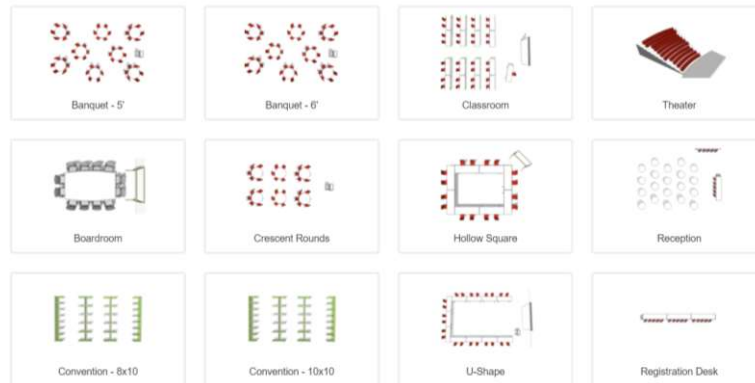 Banquet - 5'
Banquet - 6'
Classroom
Theater
Boardroom
Crescent Rounds
Hollow Square
Reception
Convention - 8x10
Convention - 10x10
U-Shape
Registration Desk